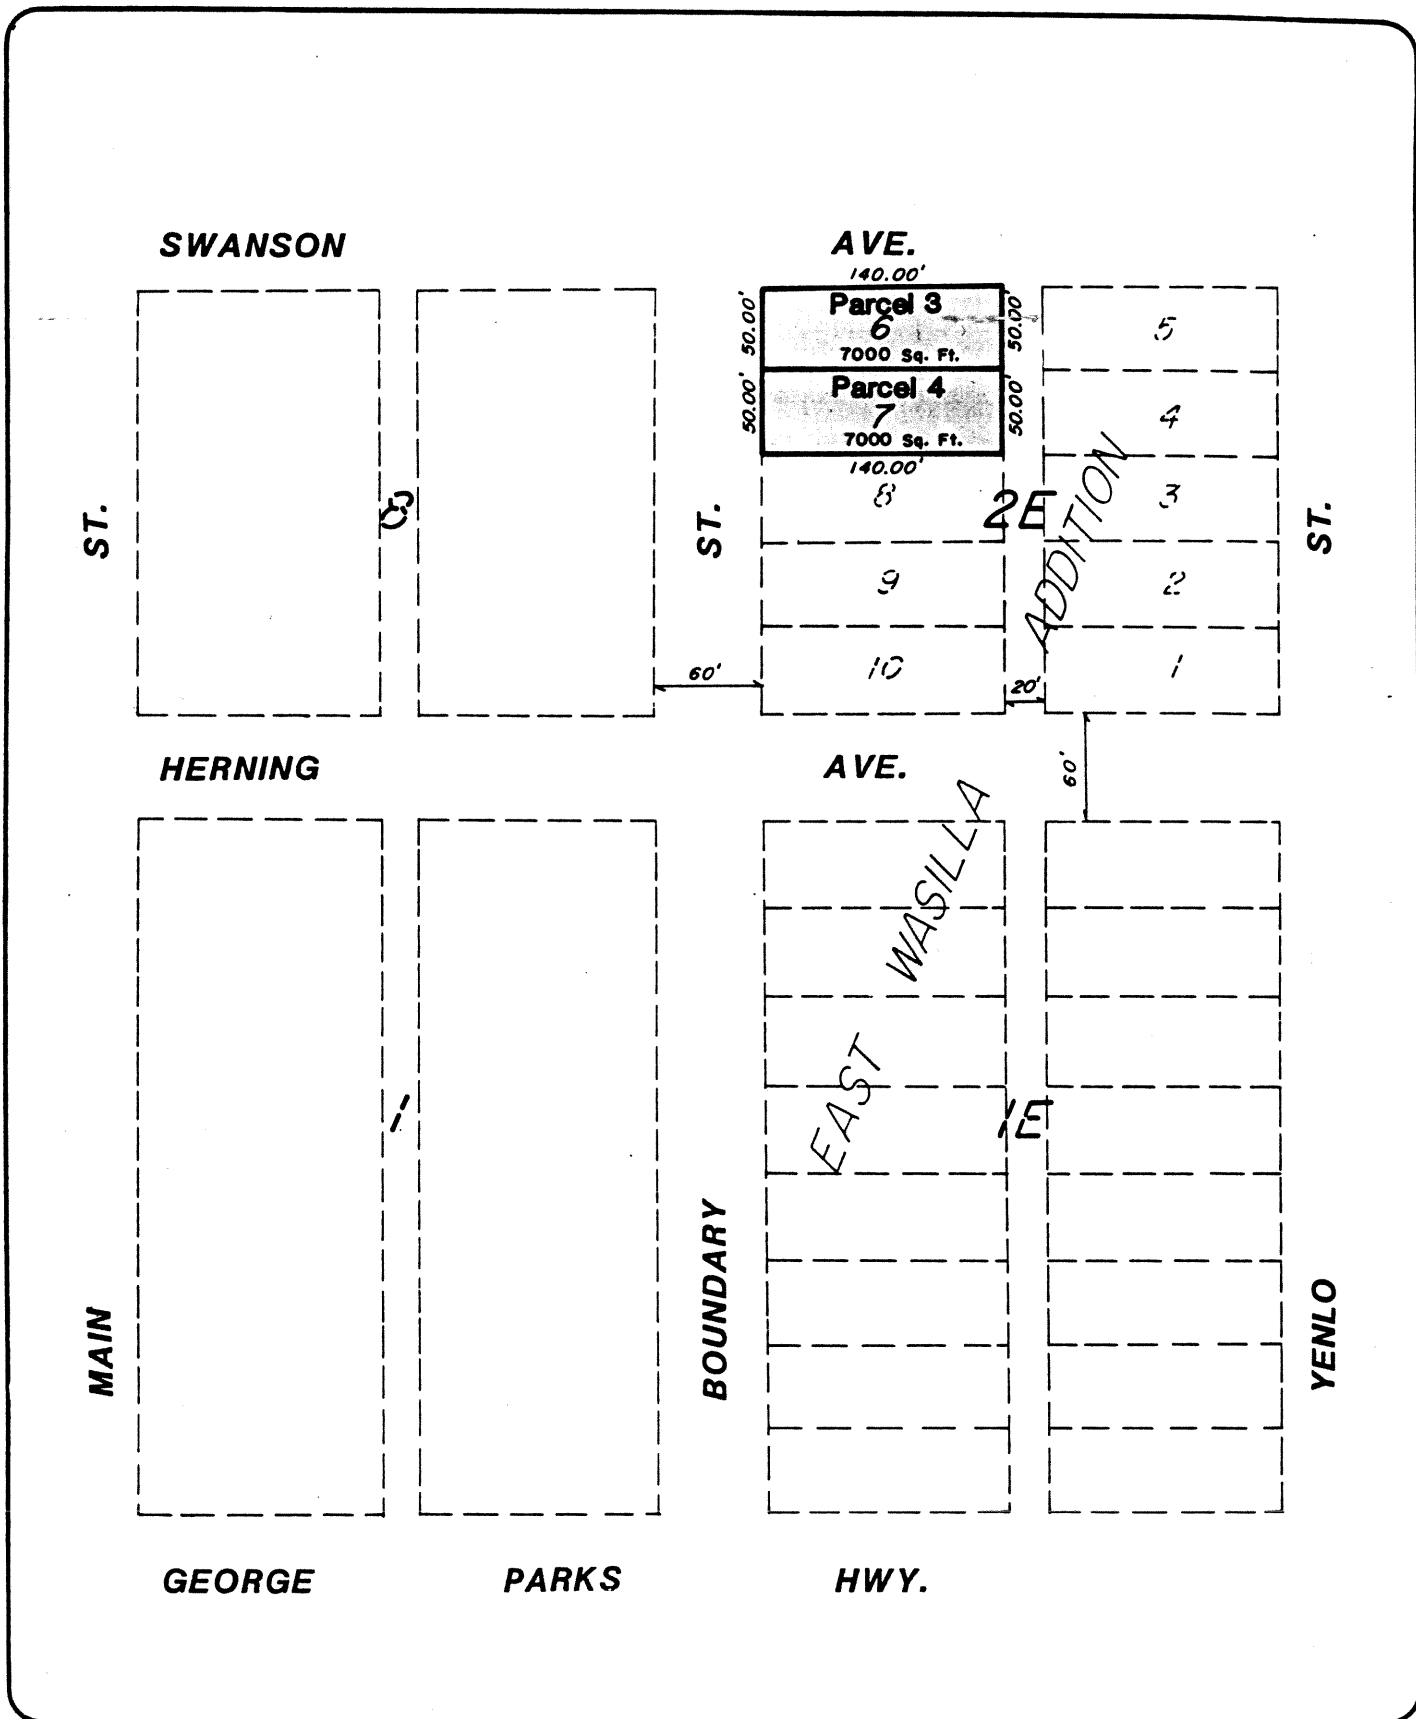 SWANSON AVE.
140.00'
50.00' Parcel 3 50.00'
6
7000 Sq. Ft.
5
50.00' Parcel 4 50.00'
7
7000 Sq. Ft.
4
140.00'
ST. ST. 8 2E 3 ST.
ADDITION
9 2
60' 10 20' 1
HERNING AVE. 60'
EAST WASILLA
1 1E
MAIN BOUNDARY YENLO
GEORGE PARKS HWY.